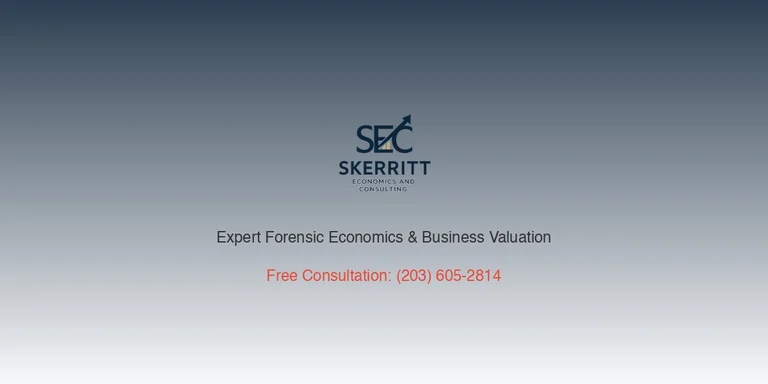 SEC
SKERRITT
ECONOMICS AND
CONSULTING
Expert Forensic Economics & Business Valuation
Free Consultation: (203) 605-2814